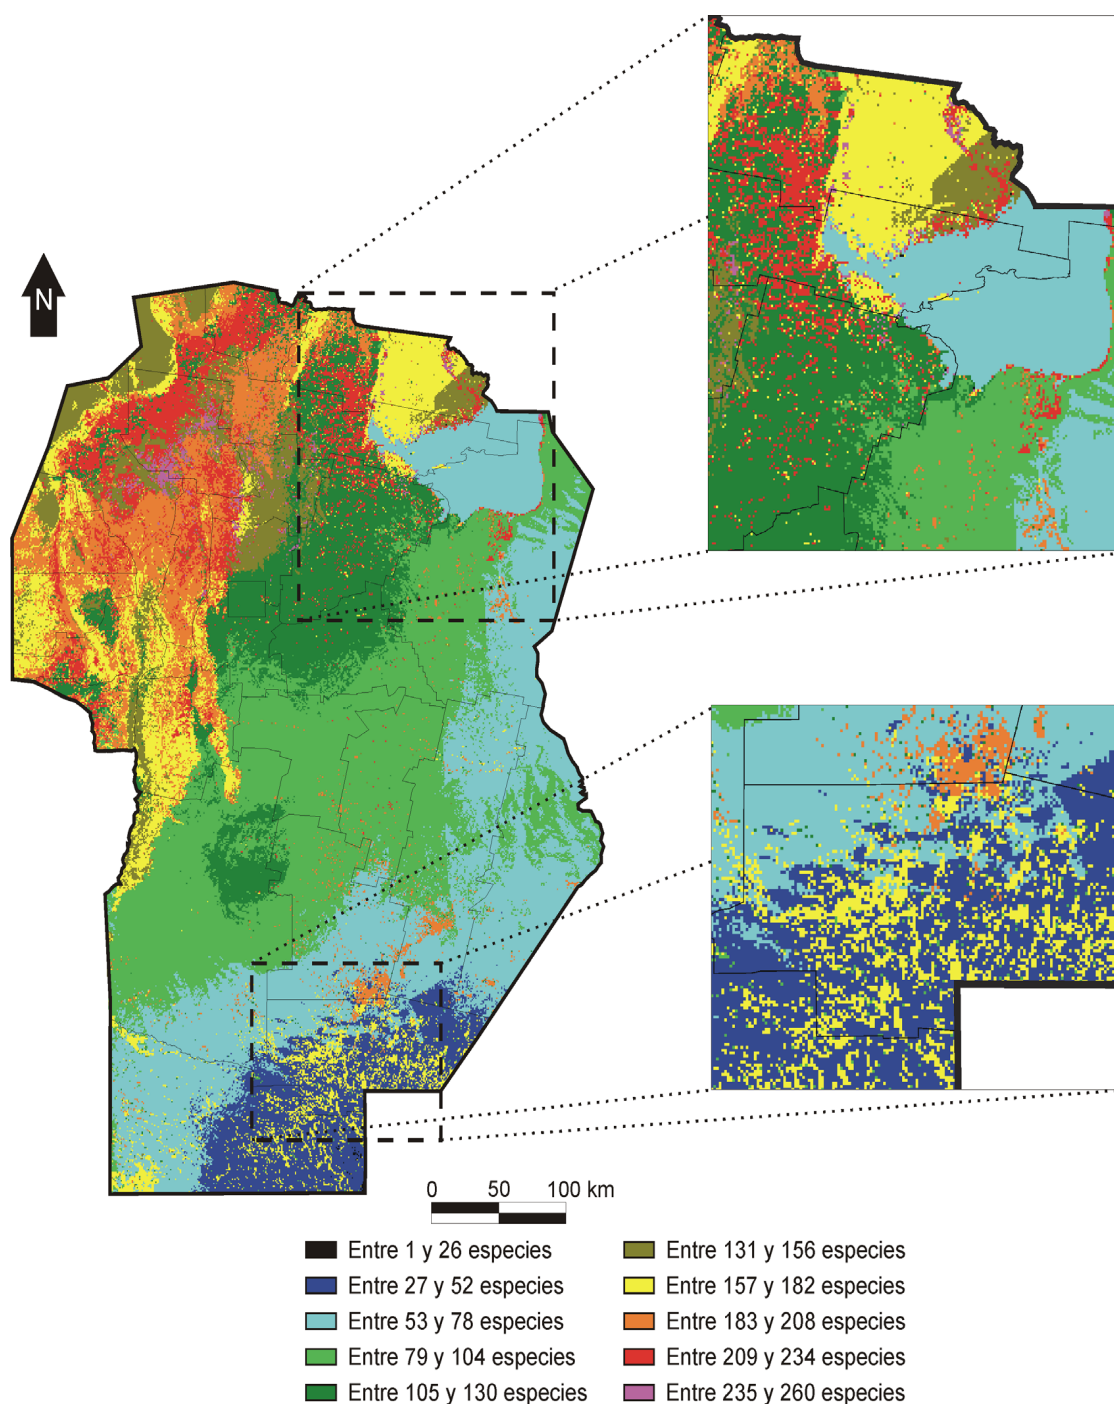 N
0 50 100 km
Entre 1 y 26 especies
Entre 27 y 52 especies
Entre 53 y 78 especies
Entre 79 y 104 especies
Entre 105 y 130 especies
Entre 131 y 156 especies
Entre 157 y 182 especies
Entre 183 y 208 especies
Entre 209 y 234 especies
Entre 235 y 260 especies